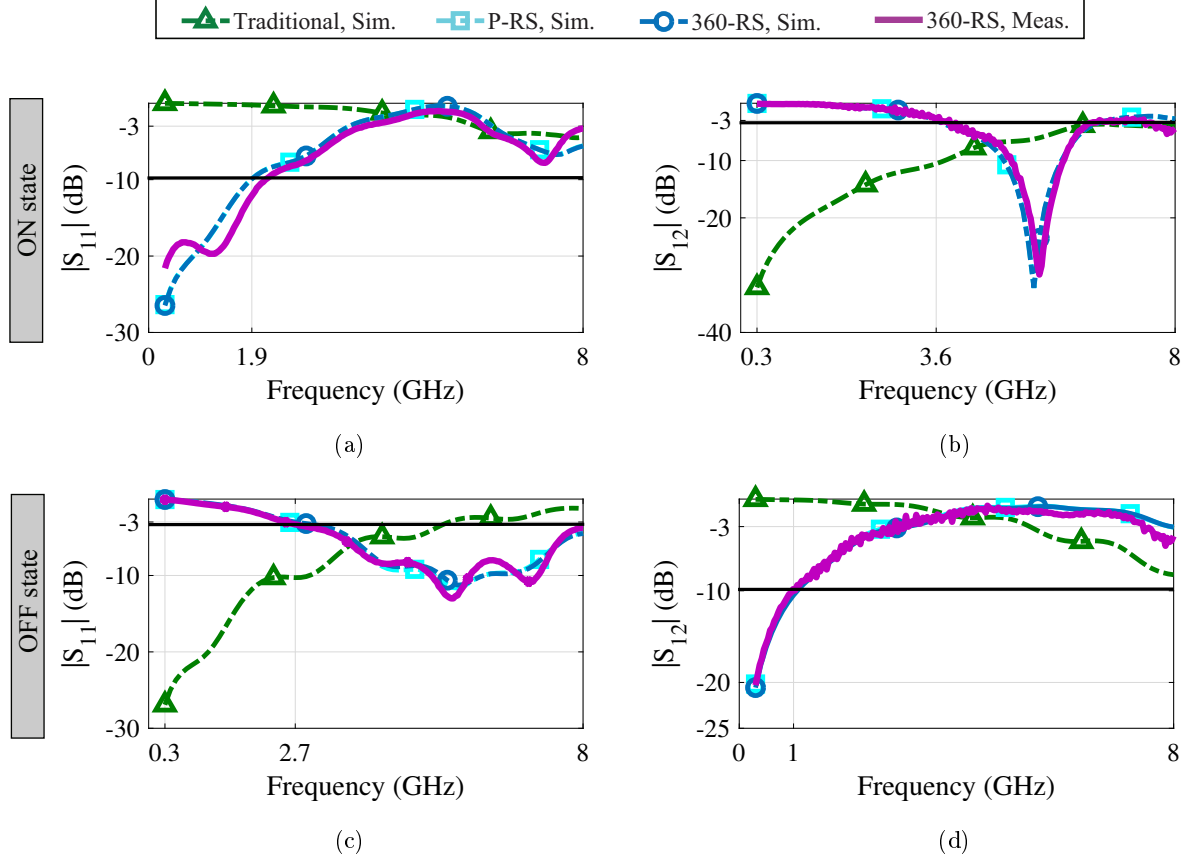 Traditional, Sim. P-RS, Sim. 360-RS, Sim. 360-RS, Meas.
ON state
|S11| (dB)
-3
-10
-20
-30
0 1.9 8
Frequency (GHz)
(a)
|S12| (dB)
-3
-10
-20
-40
0.3 3.6 8
Frequency (GHz)
(b)
OFF state
|S11| (dB)
-3
-10
-20
-30
0.3 2.7 8
Frequency (GHz)
(c)
|S12| (dB)
-3
-10
-20
-25
0 1 8
Frequency (GHz)
(d)